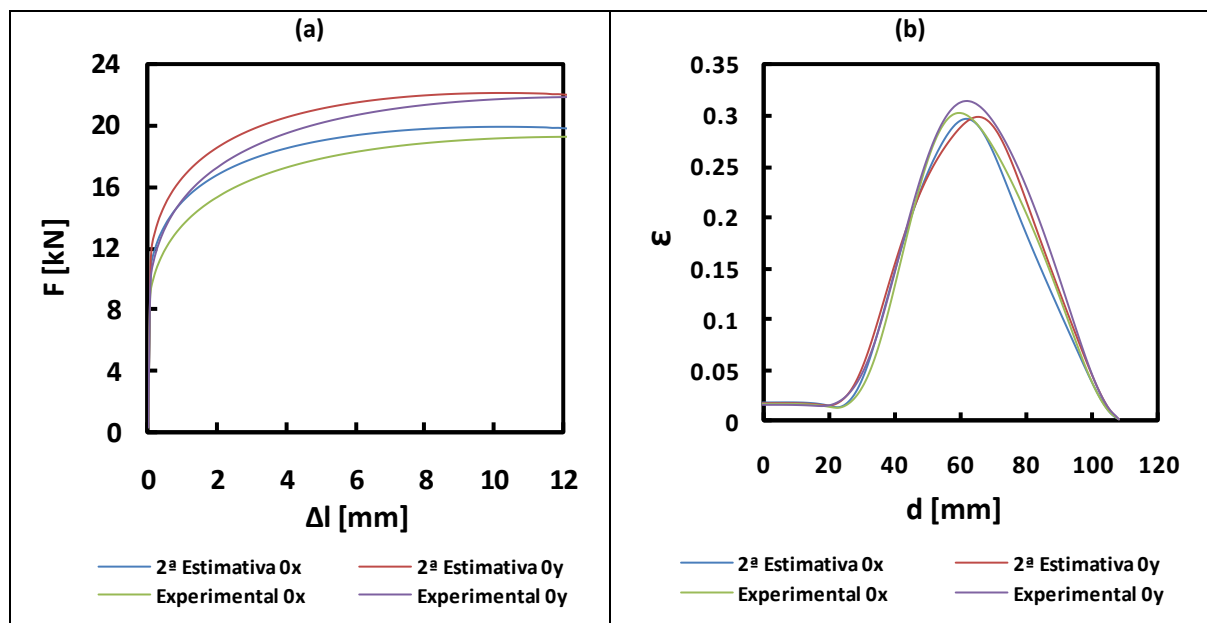 (a)
24
20
16
12
8
4
0
F [kN]
0 2 4 6 8 10 12
Δl [mm]
2ª Estimativa 0x 2ª Estimativa 0y
Experimental 0x Experimental 0y
(b)
0.35
0.3
0.25
0.2
0.15
0.1
0.05
0
ε
0 20 40 60 80 100 120
d [mm]
2ª Estimativa 0x 2ª Estimativa 0y
Experimental 0x Experimental 0y